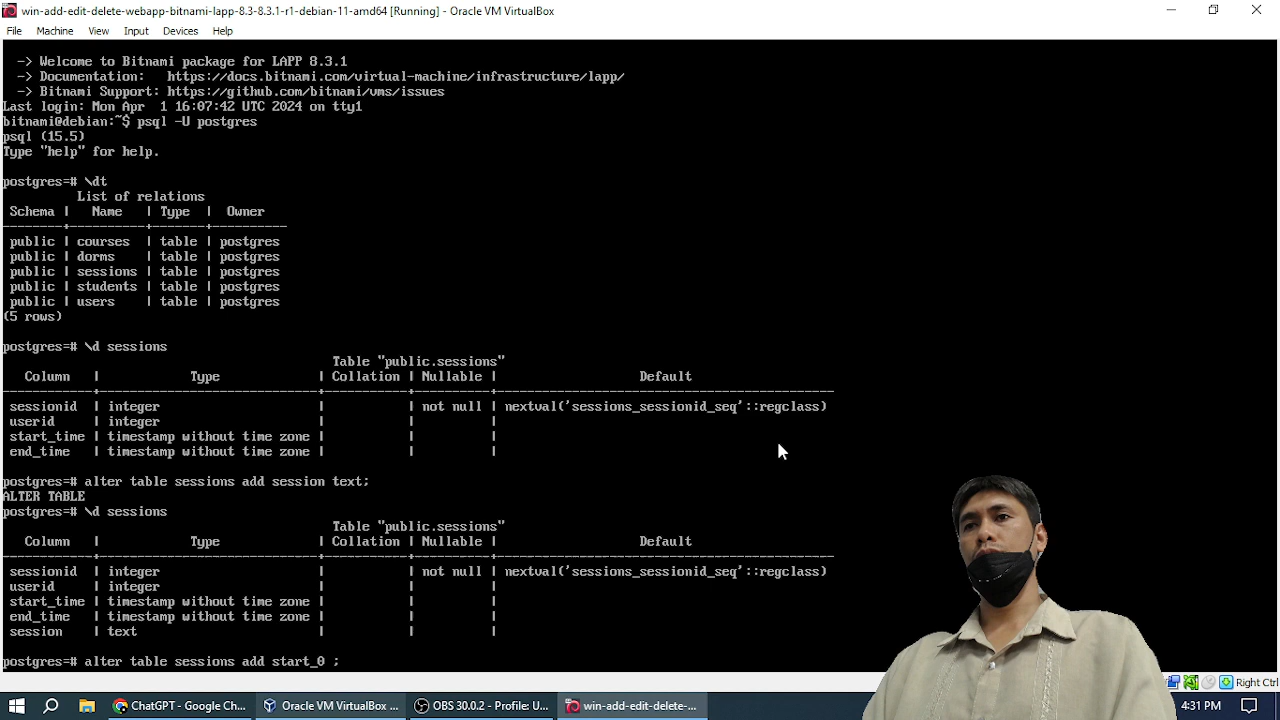 win-add-edit-delete-webapp-bitnami-lapp-8.3-8.3.1-r1-debian-11-amd64 [Running] - Oracle VM VirtualBox
File Machine View Input Devices Help
-> Welcome to Bitnami package for LAPP 8.3.1
-> Documentation: https://docs.bitnami.com/virtual-machine/infrastructure/lapp/
-> Bitnami Support: https://github.com/bitnami/vms/issues
Last login: Mon Apr 1 16:07:42 UTC 2024 on tty1
bitnami@debian:~$ psql -U postgres
psql (15.5)
Type "help" for help.
postgres=# \dt
List of relations
Schema | Name | Type | Owner
--------+----------+-------+----------
public | courses | table | postgres
public | dorms | table | postgres
public | sessions | table | postgres
public | students | table | postgres
public | users | table | postgres
(5 rows)
postgres=# \d sessions
Table "public.sessions"
Column | Type | Collation | Nullable | Default
------------+-----------------------------+-----------+----------+---------------------------------------------
sessionid | integer | | not null | nextval('sessions_sessionid_seq'::regclass)
userid | integer | | |
start_time | timestamp without time zone | | |
end_time | timestamp without time zone | | |
postgres=# alter table sessions add session text;
ALTER TABLE
postgres=# \d sessions
Table "public.sessions"
Column | Type | Collation | Nullable | Default
------------+-----------------------------+-----------+----------+---------------------------------------------
sessionid | integer | | not null | nextval('sessions_sessionid_seq'::regclass)
userid | integer | | |
start_time | timestamp without time zone | | |
end_time | timestamp without time zone | | |
session | text | | |
postgres=# alter table sessions add start_0 ;
Right Ctrl
ChatGPT - Google Ch... Oracle VM VirtualBox OBS 30.0.2 - Profile: U... win-add-edit-delete-... 4:31 PM